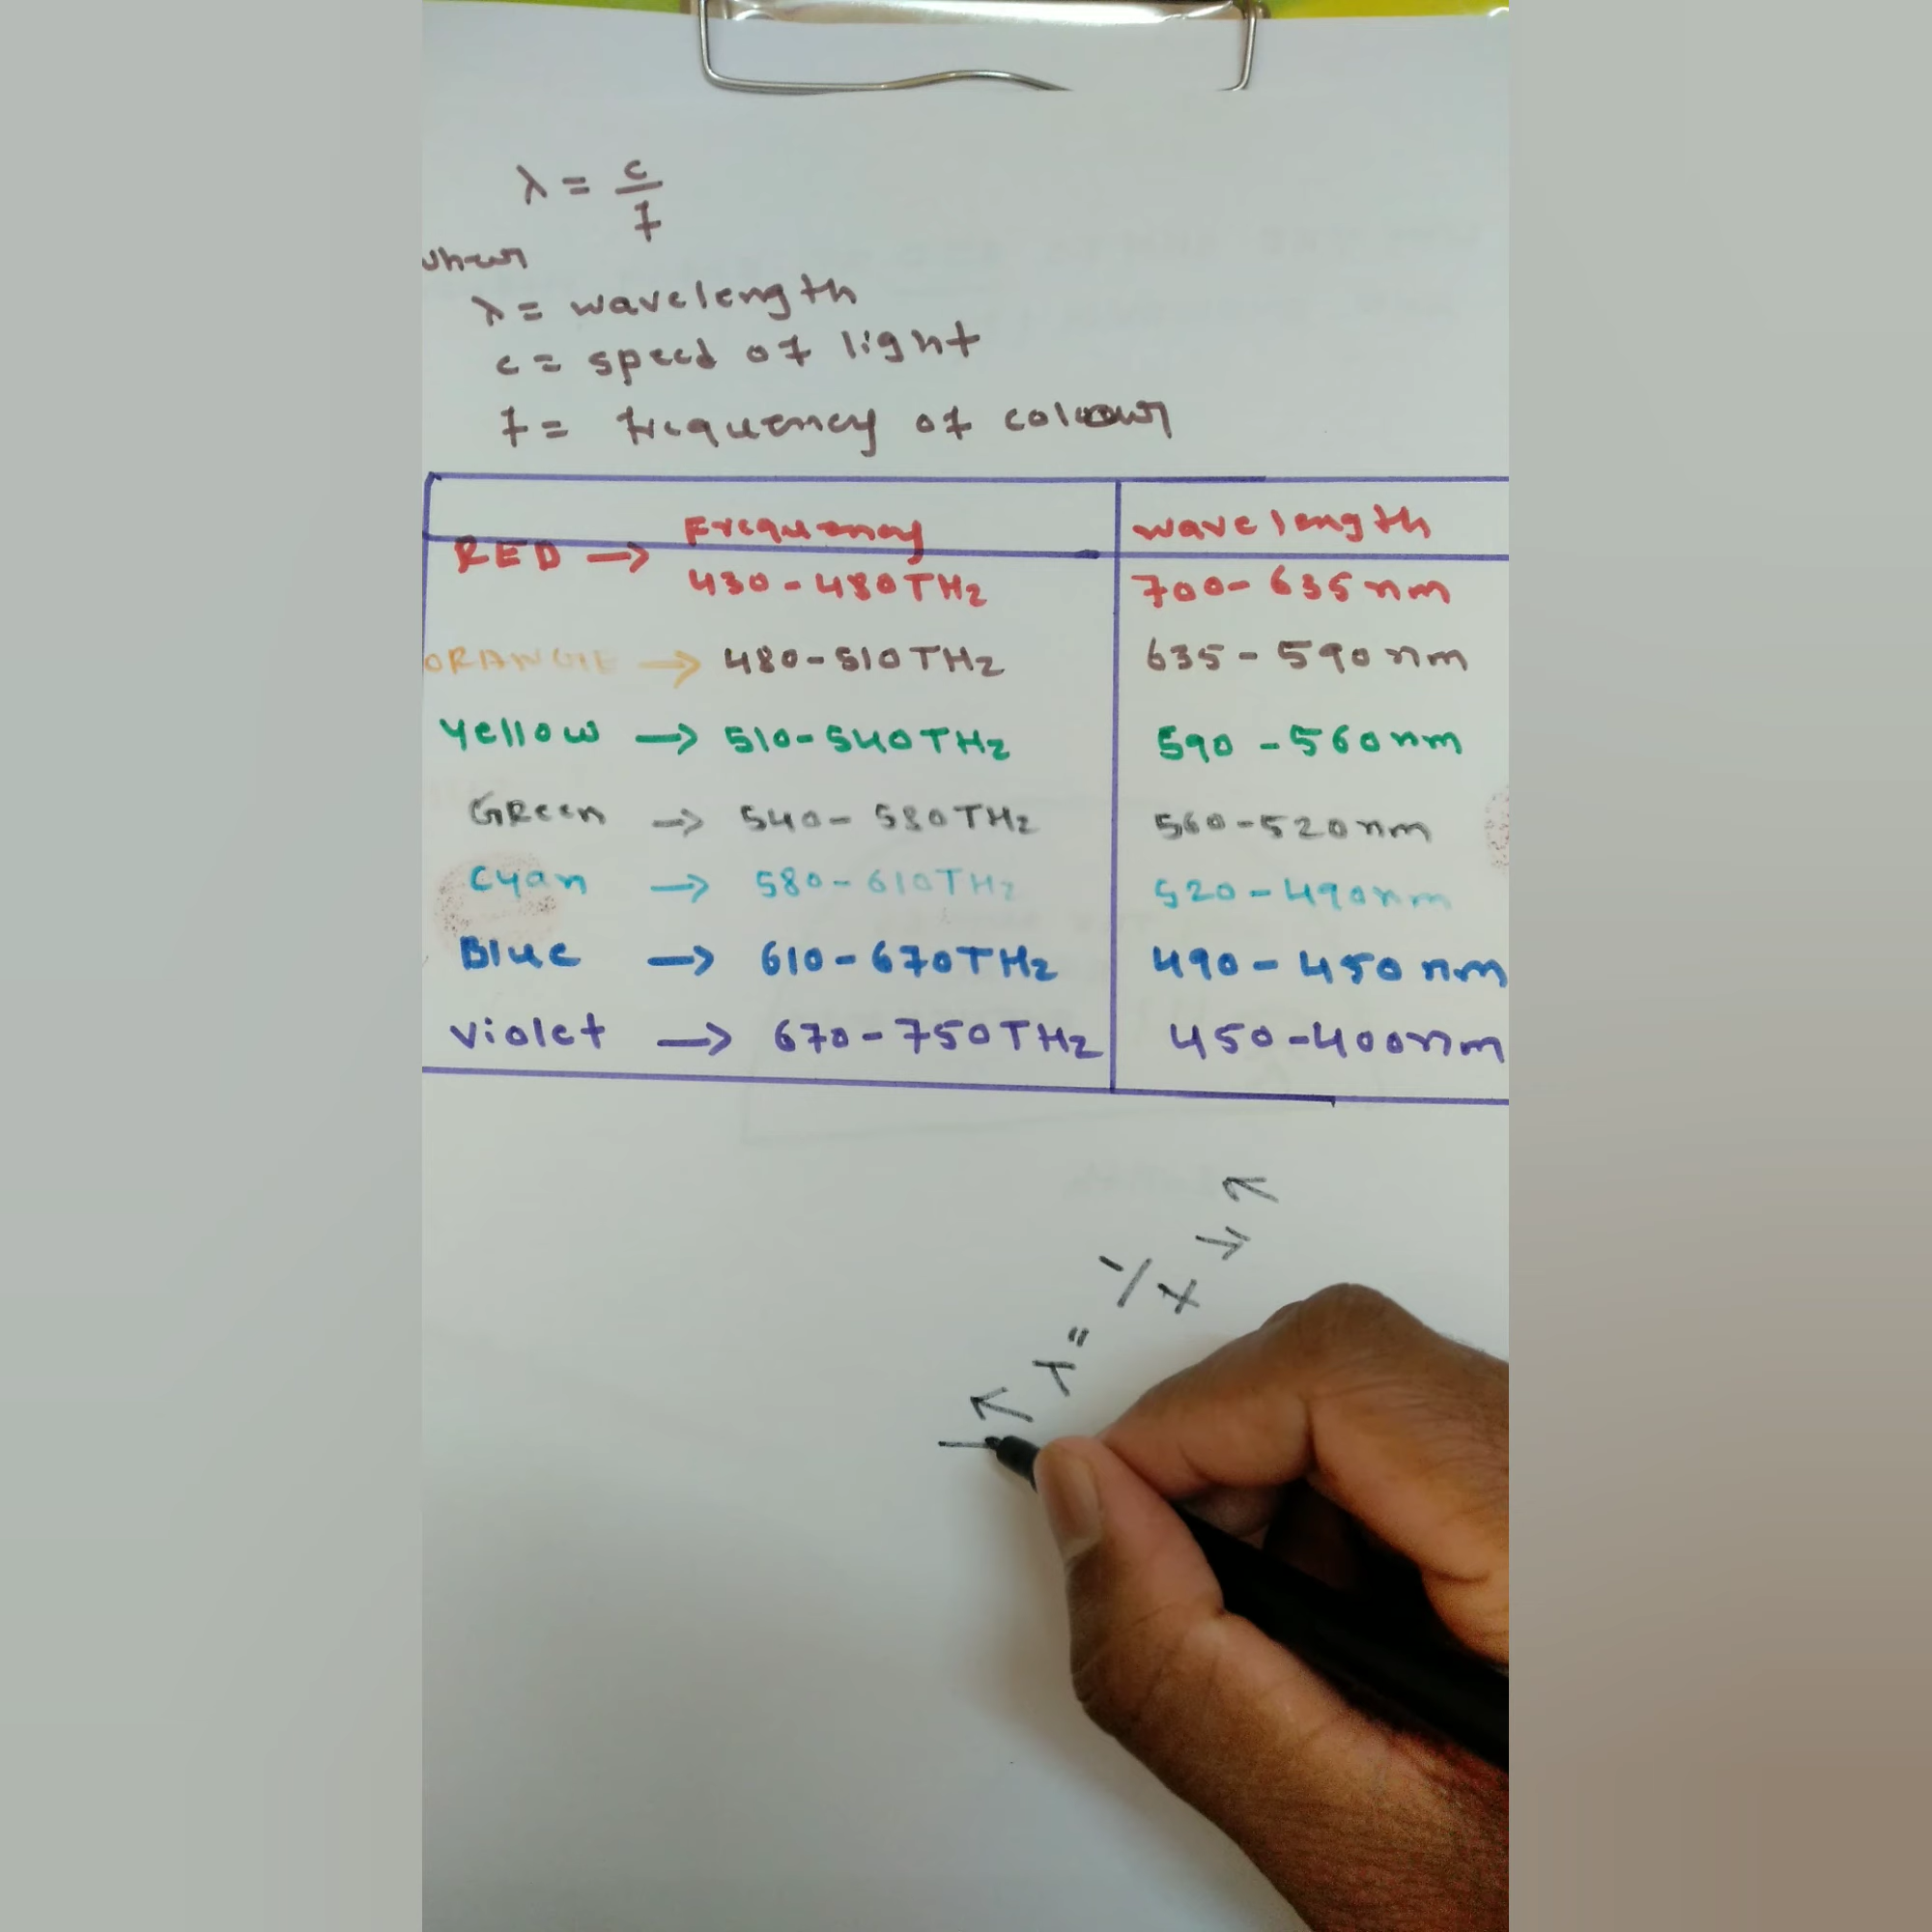 λ = c/f
where
λ = wavelength
c = speed of light
f = frequency of colour
Frequency wavelength
RED → 430-480THz 700-635nm
ORANGE → 480-510THz 635-590nm
Yellow → 510-540THz 590-560nm
GReen → 540-580THz 560-520nm
Cyan → 580-610THz 520-490nm
Blue → 610-670THz 490-450nm
Violet → 670-750THz 450-400nm